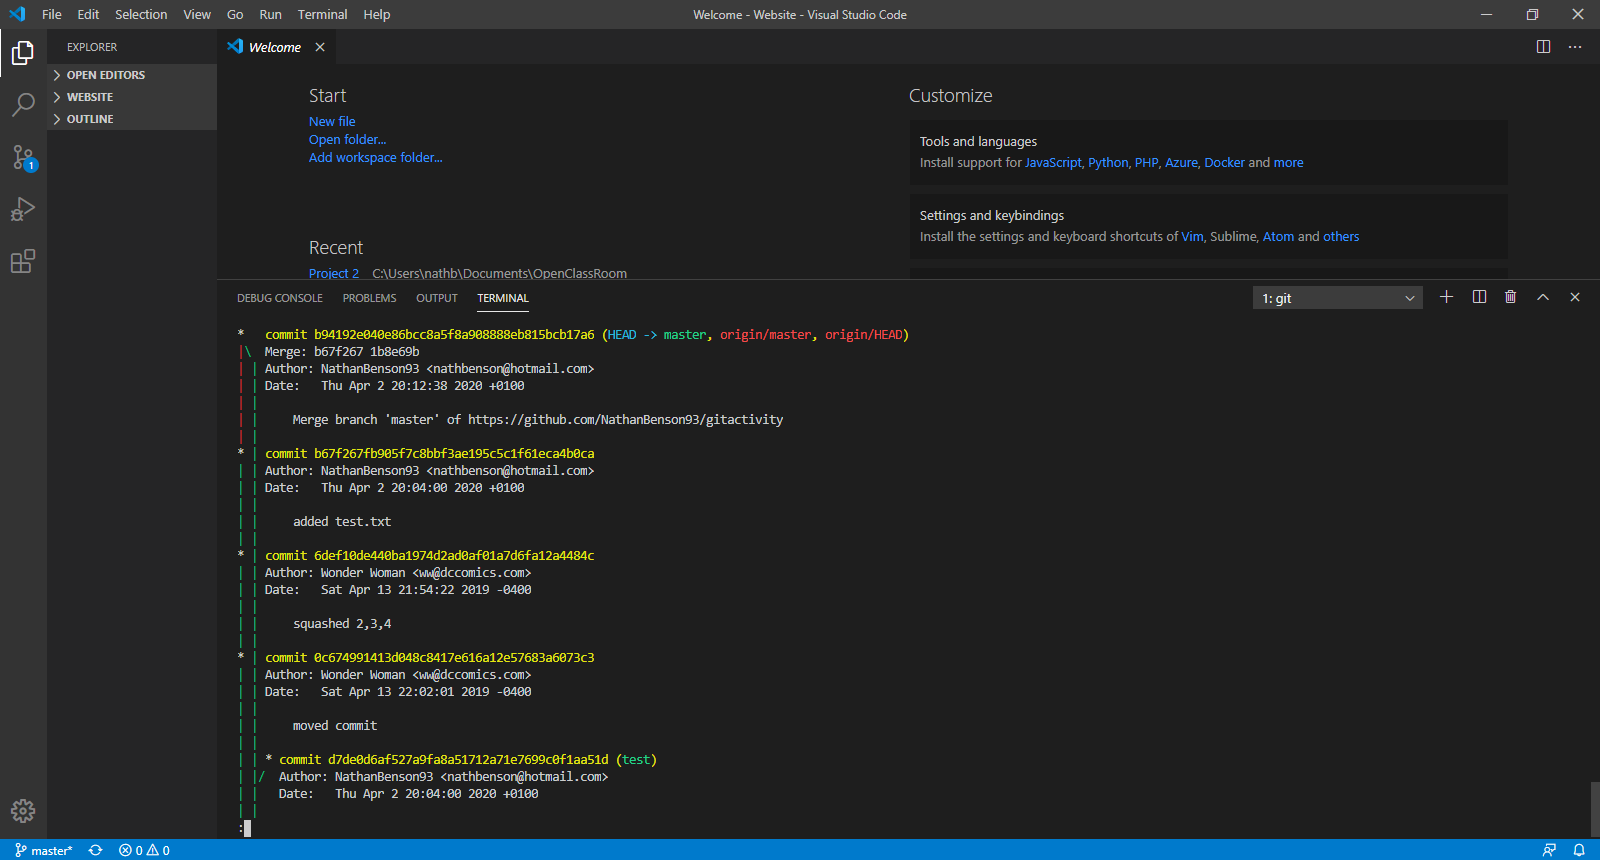 File Edit Selection View Go Run Terminal Help
Welcome - Website - Visual Studio Code
EXPLORER
OPEN EDITORS
WEBSITE
OUTLINE
1
Welcome
Start
New file
Open folder...
Add workspace folder...
Recent
Project 2 C:\Users\nathb\Documents\OpenClassRoom
Customize
Tools and languages
Install support for JavaScript, Python, PHP, Azure, Docker and more
Settings and keybindings
Install the settings and keyboard shortcuts of Vim, Sublime, Atom and others
DEBUG CONSOLE PROBLEMS OUTPUT TERMINAL
1: git
* commit b94192e040e86bcc8a5f8a908888eb815bcb17a6 (HEAD -> master, origin/master, origin/HEAD)
|\ Merge: b67f267 1b8e69b
| | Author: NathanBenson93 <nathbenson@hotmail.com>
| | Date: Thu Apr 2 20:12:38 2020 +0100
| |
| | Merge branch 'master' of https://github.com/NathanBenson93/gitactivity
| |
* | commit b67f267fb905f7c8bbf3ae195c5c1f61eca4b0ca
| | Author: NathanBenson93 <nathbenson@hotmail.com>
| | Date: Thu Apr 2 20:04:00 2020 +0100
| |
| | added test.txt
| |
* | commit 6def10de440ba1974d2ad0af01a7d6fa12a4484c
| | Author: Wonder Woman <ww@dccomics.com>
| | Date: Sat Apr 13 21:54:22 2019 -0400
| |
| | squashed 2,3,4
| |
* | commit 0c674991413d048c8417e616a12e57683a6073c3
| | Author: Wonder Woman <ww@dccomics.com>
| | Date: Sat Apr 13 22:02:01 2019 -0400
| |
| | moved commit
| |
| | * commit d7de0d6af527a9fa8a51712a71e7699c0f1aa51d (test)
| |/ Author: NathanBenson93 <nathbenson@hotmail.com>
| | Date: Thu Apr 2 20:04:00 2020 +0100
| |
:
master* 0 0